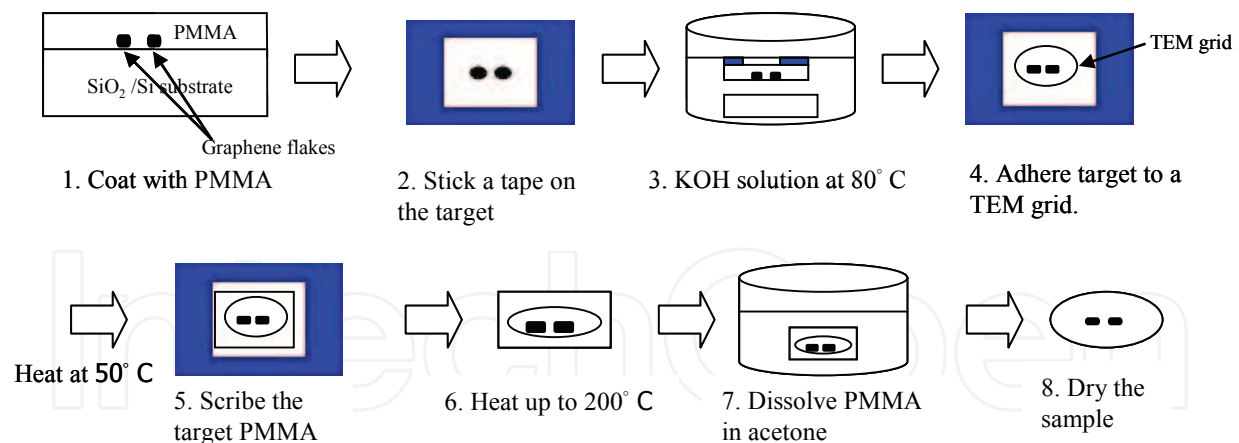 PMMA
SiO₂ /Si substrate
Graphene flakes
1. Coat with PMMA
2. Stick a tape on
the target
3. KOH solution at 80° C
TEM grid
4. Adhere target to a
TEM grid.
Heat at 50° C
5. Scribe the
target PMMA
6. Heat up to 200° C
7. Dissolve PMMA
in acetone
8. Dry the
sample
IntechOpen